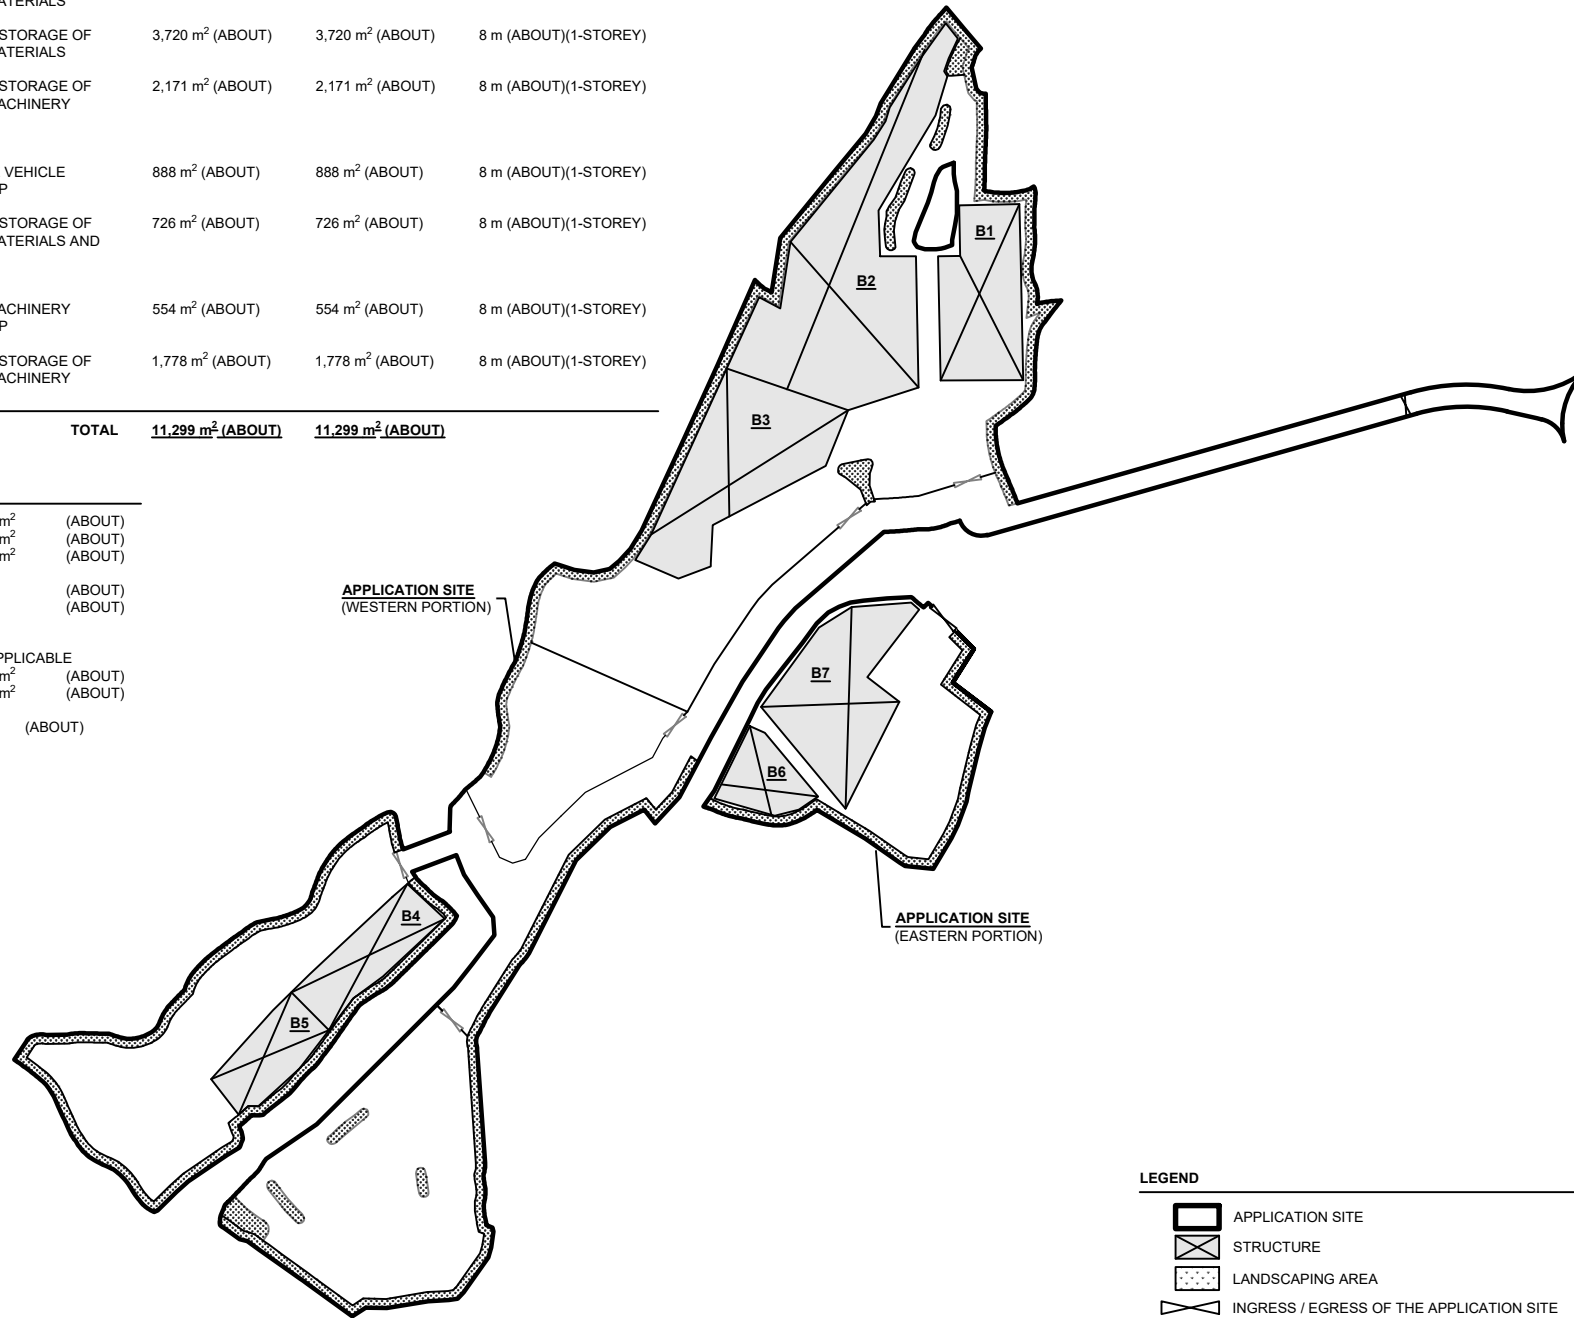 STORAGE OF 3,720 m² (ABOUT) 3,720 m² (ABOUT) 8 m (ABOUT)(1-STOREY)
STORAGE OF 2,171 m² (ABOUT) 2,171 m² (ABOUT) 8 m (ABOUT)(1-STOREY)
VEHICLE 888 m² (ABOUT) 888 m² (ABOUT) 8 m (ABOUT)(1-STOREY)
P
STORAGE OF 726 m² (ABOUT) 726 m² (ABOUT) 8 m (ABOUT)(1-STOREY)
ATERIALS AND
ACHINERY 554 m² (ABOUT) 554 m² (ABOUT) 8 m (ABOUT)(1-STOREY)
P
STORAGE OF 1,778 m² (ABOUT) 1,778 m² (ABOUT) 8 m (ABOUT)(1-STOREY)
ACHINERY
TOTAL 11,299 m² (ABOUT) 11,299 m² (ABOUT)
m² (ABOUT)
m² (ABOUT)
m² (ABOUT)
(ABOUT)
(ABOUT)
PPLICABLE
m² (ABOUT)
m² (ABOUT)
(ABOUT)
B1
B2
B3
APPLICATION SITE
(WESTERN PORTION)
B7
B6
B4
APPLICATION SITE
(EASTERN PORTION)
B5
LEGEND
APPLICATION SITE
STRUCTURE
LANDSCAPING AREA
INGRESS / EGRESS OF THE APPLICATION SITE